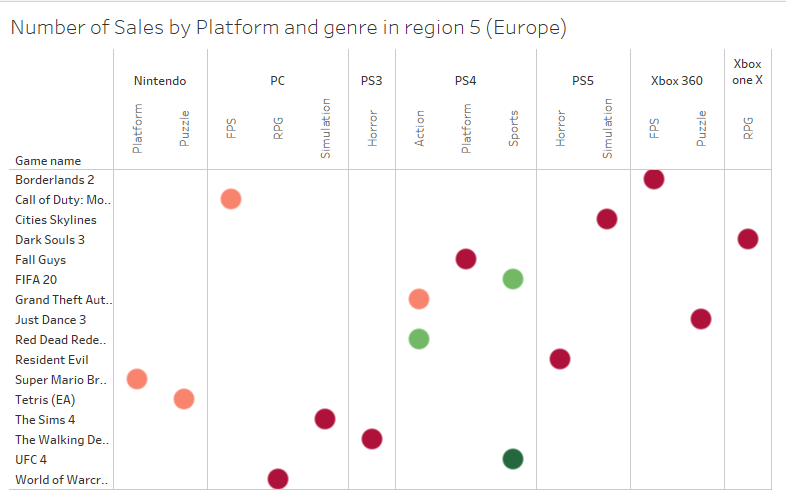 Number of Sales by Platform and genre in region 5 (Europe)
Nintendo PC PS3 PS4 PS5 Xbox 360 Xbox one X
Platform Puzzle FPS RPG Simulation Horror Action Platform Sports Horror Simulation FPS Puzzle RPG
Game name
Borderlands 2
Call of Duty: Mo..
Cities Skylines
Dark Souls 3
Fall Guys
FIFA 20
Grand Theft Aut..
Just Dance 3
Red Dead Rede..
Resident Evil
Super Mario Br..
Tetris (EA)
The Sims 4
The Walking De..
UFC 4
World of Warcr..